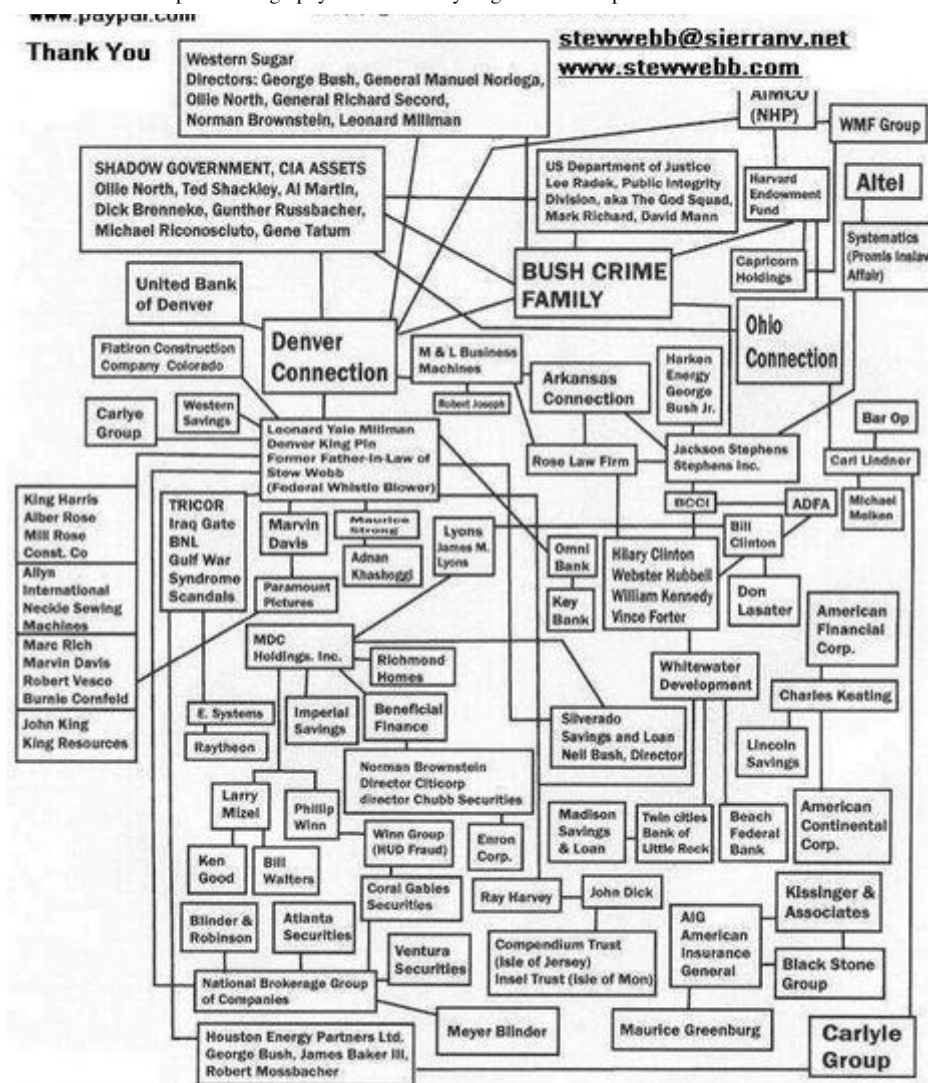 www.paypal.com
Thank You
stewwebb@sierranv.net
www.stewwebb.com
Western Sugar
Directors: George Bush, General Manuel Noriega,
Ollie North, General Richard Secord,
Norman Brownstein, Leonard Millman
AIMCO
(NHP)
WMF Group
SHADOW GOVERNMENT, CIA ASSETS
Ollie North, Ted Shackley, Al Martin,
Dick Brenneke, Gunther Russbacher,
Michael Riconosciuto, Gene Tatum
US Department of Justice
Lee Radek, Public Integrity
Division, aka The God Squad,
Mark Richard, David Mann
Harvard
Endowment
Fund
Altel
Systematics
(Promis Inslaw
Affair)
Capricorn
Holdings
BUSH CRIME
FAMILY
United Bank
of Denver
Denver
Connection
Ohio
Connection
Flatiron Construction
Company Colorado
M & L Business
Machines
Robert Joseph
Arkansas
Connection
Harken
Energy
George
Bush Jr.
Western
Savings
Carlye
Group
Leonard Yale Millman
Denver King Pin
Former Father-In-Law of
Stew Webb
(Federal Whistle Blower)
Rose Law Firm
Jackson Stephens
Stephens Inc.
Bar Op
Carl Lindner
Michael
Melken
King Harris
Alber Rose
Mill Rose
Const. Co
Allyn
International
Neckle Sewing
Machines
Marc Rich
Marvin Davis
Robert Vesco
Burnie Cornfeld
John King
King Resources
TRICOR
Iraq Gate
BNL
Gulf War
Syndrome
Scandals
Marvin
Davis
Maurice
Strong
Adnan
Khashoggi
Lyons
James M.
Lyons
BCCI
ADFA
Bill
Clinton
Omni
Bank
Key
Bank
Hilary Clinton
Webster Hubbell
William Kennedy
Vince Forter
Don
Lasater
Paramount
Pictures
American
Financial
Corp.
MDC
Holdings. Inc.
Richmond
Homes
Whitewater
Development
Charles Keating
E. Systems
Raytheon
Imperial
Savings
Beneficial
Finance
Silverado
Savings and Loan
Neil Bush, Director
Lincoln
Savings
Norman Brownstein
Director Citicorp
director Chubb Securities
Larry
Mizel
Phillip
Winn
Winn Group
(HUD Fraud)
Enron
Corp.
Madison
Savings
& Loan
Twin cities
Bank of
Little Rock
Beach
Federal
Bank
American
Continental
Corp.
Ken
Good
Bill
Walters
Coral Gables
Securities
Ray Harvey
John Dick
Kissinger &
Associates
Blinder &
Robinson
Atlanta
Securities
Ventura
Securities
Compendium Trust
(Isle of Jersey)
Insel Trust (Isle of Mon)
AIG
American
Insurance
General
Black Stone
Group
National Brokerage Group
of Companies
Meyer Blinder
Maurice Greenburg
Houston Energy Partners Ltd.
George Bush, James Baker III,
Robert Mossbacher
Carlyle
Group